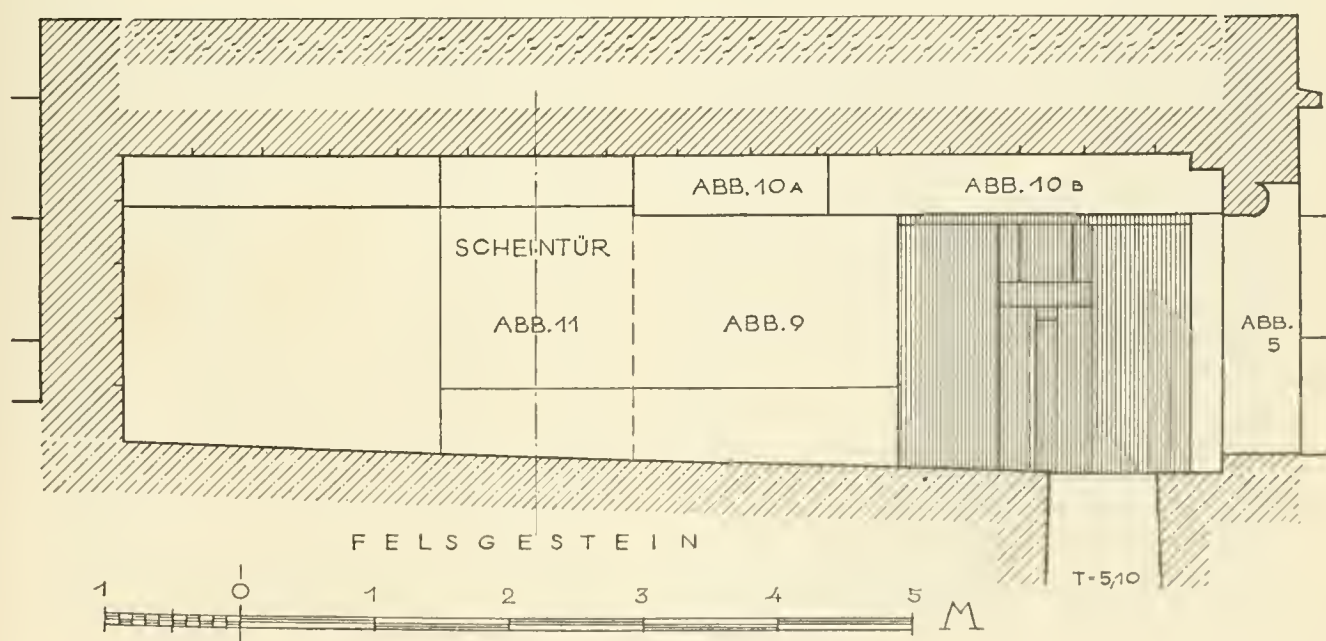 ABB. 10 A
ABB. 10 B
SCHEINTÜR
ABB. 11
ABB. 9
ABB.
5
FELSGESTEIN
T = 5,10
1 0 1 2 3 4 5 M